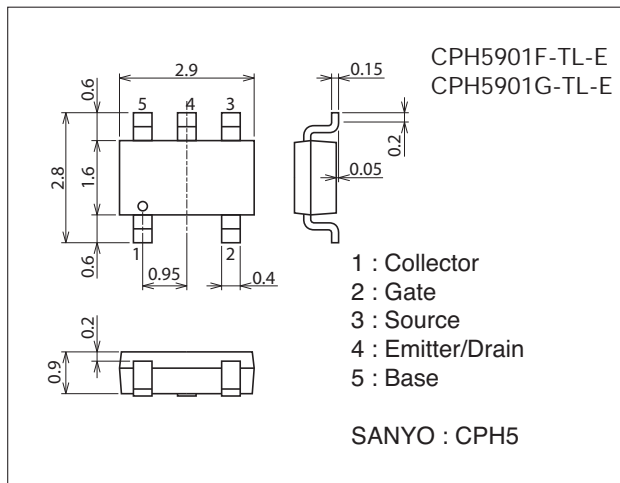 CPH5901F-TL-E
CPH5901G-TL-E
2.9
0.15
0.6
5
4
3
0.2
2.8
1.6
0.05
0.6
1
2
0.95
0.4
1 : Collector
2 : Gate
3 : Source
4 : Emitter/Drain
5 : Base
0.2
0.9
SANYO : CPH5